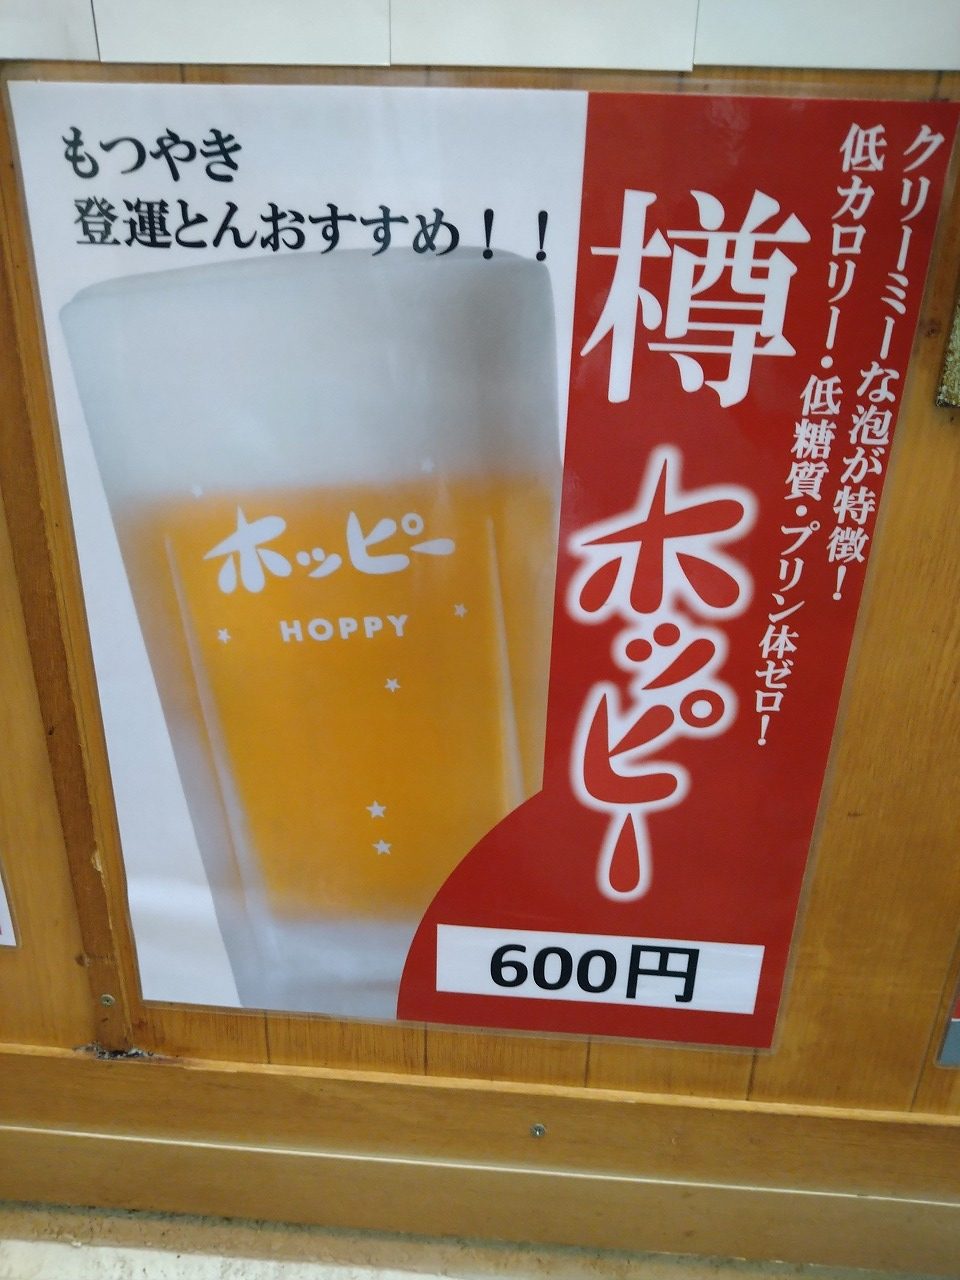 もつやき
登運とんおすすめ！！
クリーミーな泡が特徴！
低カロリー・低糖質・プリン体ゼロ！
樽
ホッピー
ホッピー
HOPPY
600円